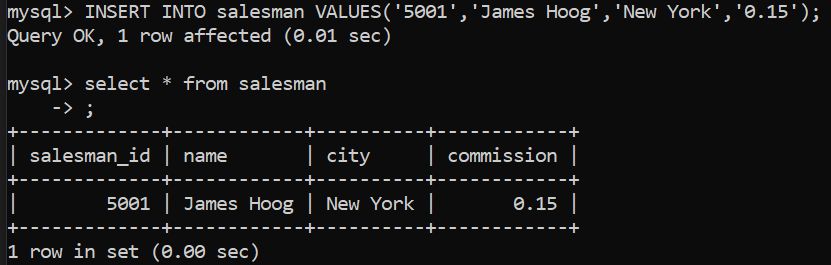 mysql> INSERT INTO salesman VALUES('5001','James Hoog','New York','0.15');
Query OK, 1 row affected (0.01 sec)
mysql> select * from salesman
    -> ;
+-------------+------------+----------+------------+
| salesman_id | name       | city     | commission |
+-------------+------------+----------+------------+
|        5001 | James Hoog | New York |       0.15 |
+-------------+------------+----------+------------+
1 row in set (0.00 sec)